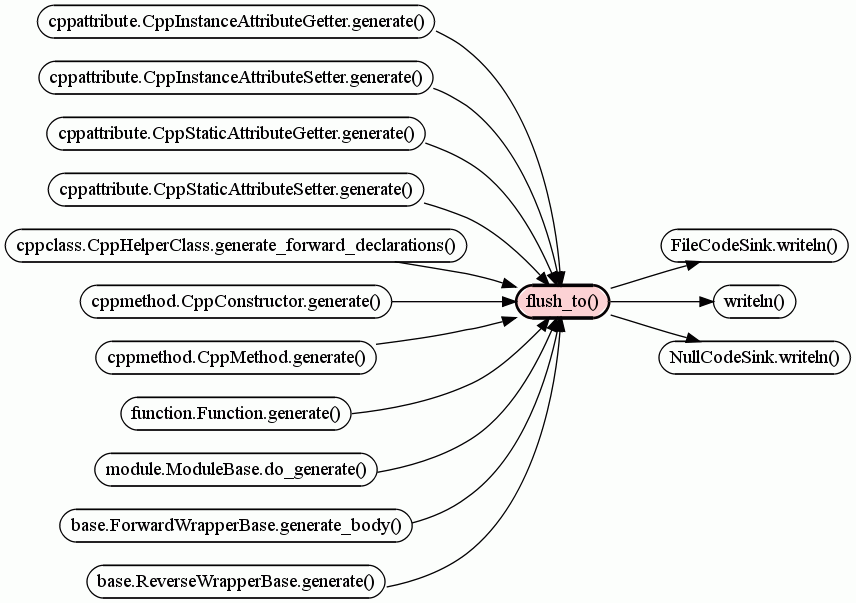 cppattribute.CppInstanceAttributeGetter.generate()
cppattribute.CppInstanceAttributeSetter.generate()
cppattribute.CppStaticAttributeGetter.generate()
cppattribute.CppStaticAttributeSetter.generate()
cppclass.CppHelperClass.generate_forward_declarations()
cppmethod.CppConstructor.generate()
cppmethod.CppMethod.generate()
function.Function.generate()
module.ModuleBase.do_generate()
base.ForwardWrapperBase.generate_body()
base.ReverseWrapperBase.generate()
flush_to()
FileCodeSink.writeln()
writeln()
NullCodeSink.writeln()